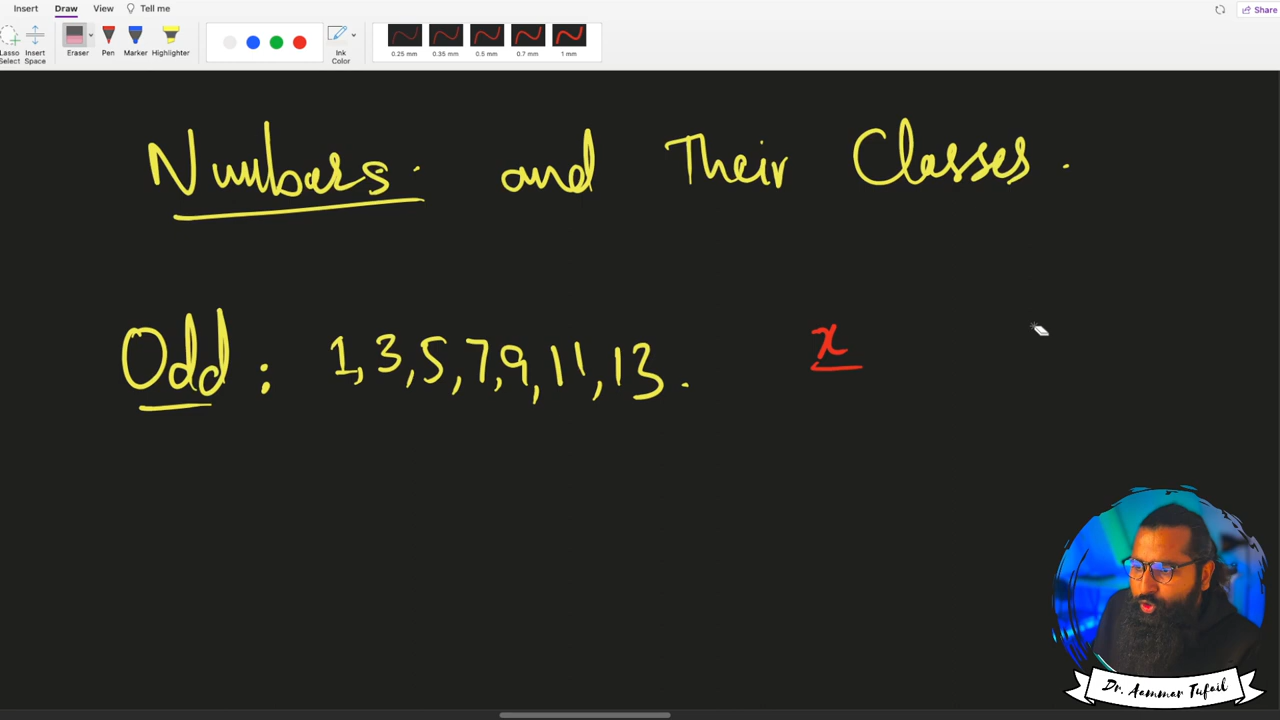 Insert Draw View Tell me Share
Lasso Select
Insert Space
Eraser
Pen
Marker
Highlighter
Ink Color
0.25 mm 0.35 mm 0.5 mm 0.7 mm 1 mm
Numbers. and Their Classes.
Odd : 1,3,5,7,9,11,13. x
Dr. Aammar Tufail